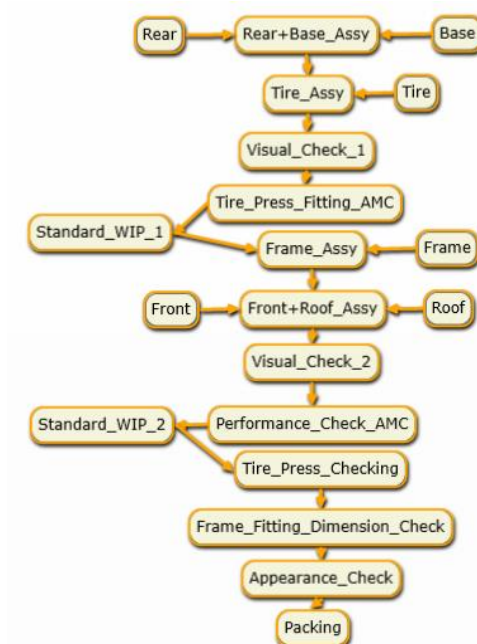 Rear
Rear+Base_Assy
Base
Tire_Assy
Tire
Visual_Check_1
Tire_Press_Fitting_AMC
Standard_WIP_1
Frame_Assy
Frame
Front
Front+Roof_Assy
Roof
Visual_Check_2
Standard_WIP_2
Performance_Check_AMC
Tire_Press_Checking
Frame_Fitting_Dimension_Check
Appearance_Check
Packing